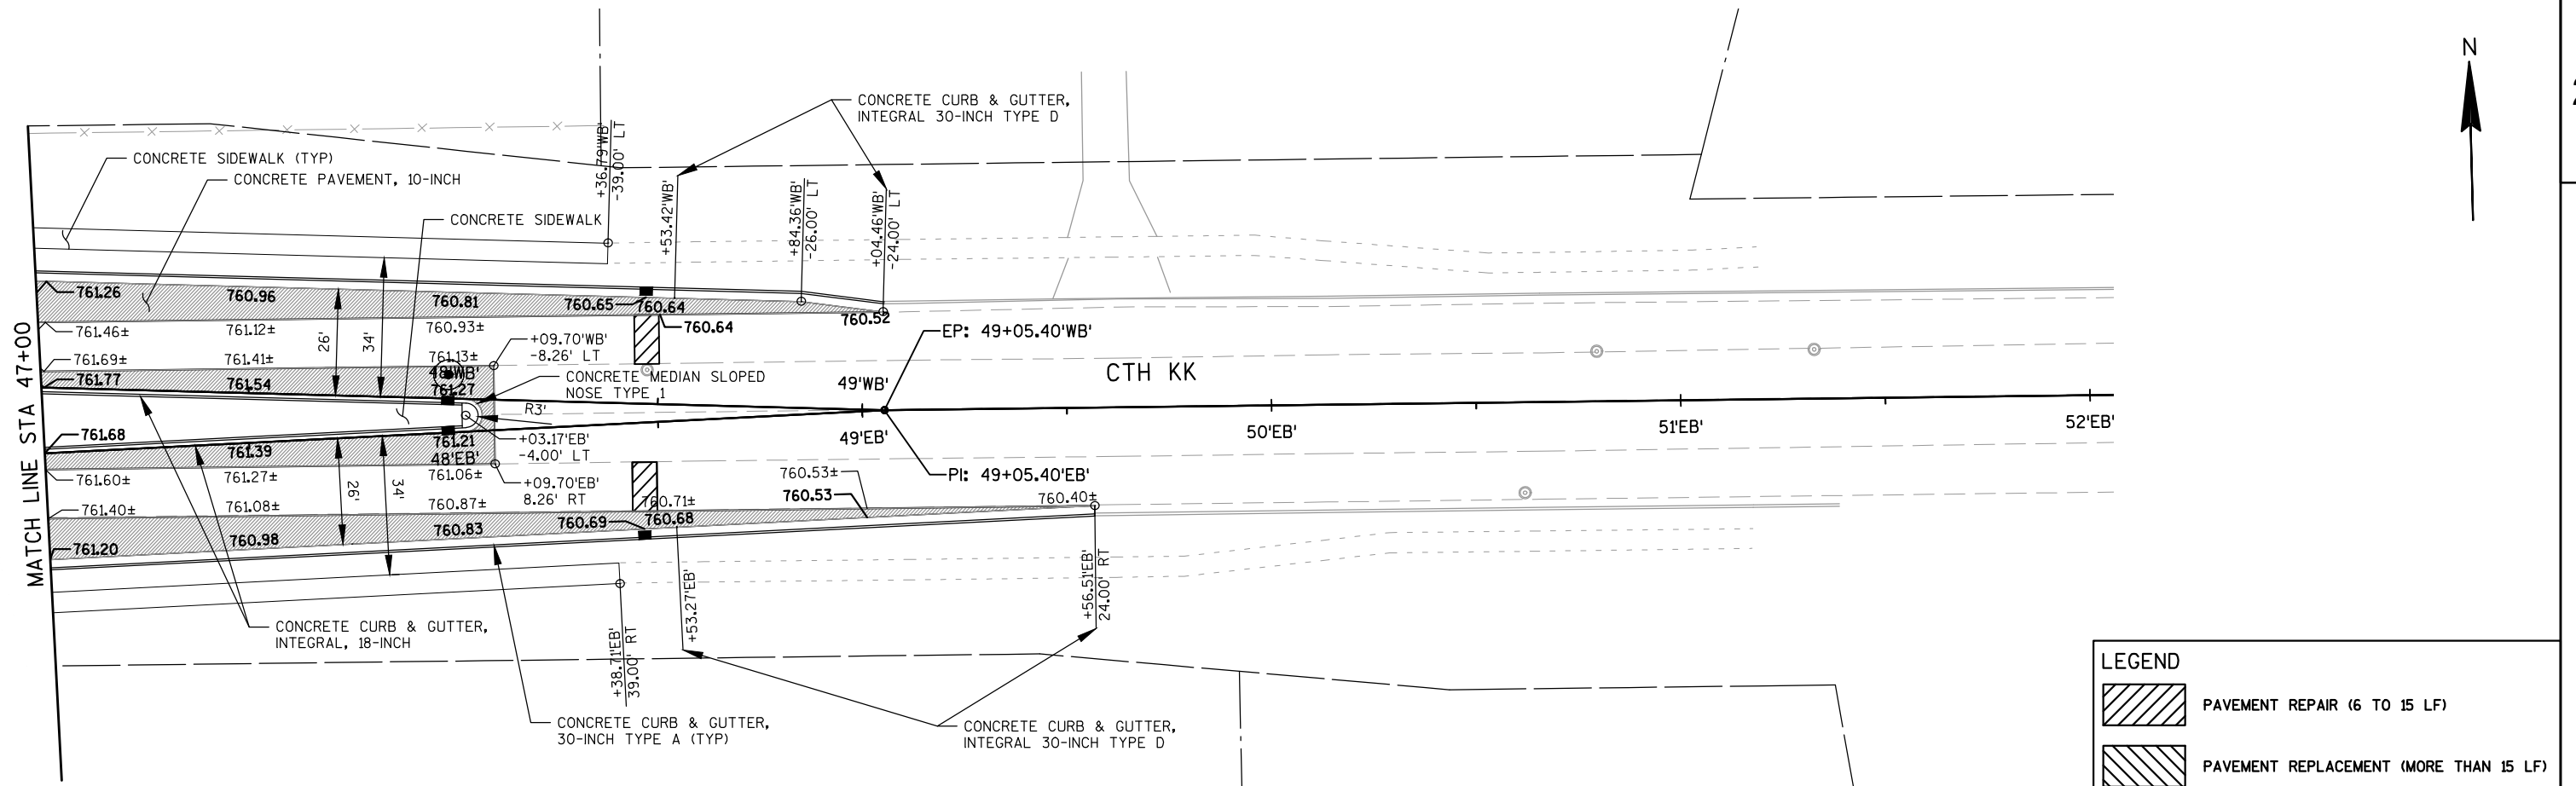 N
CONCRETE CURB & GUTTER,
INTEGRAL 30-INCH TYPE D
+36.79'WB'
-39.00' LT
CONCRETE SIDEWALK (TYP)
CONCRETE PAVEMENT, 10-INCH
CONCRETE SIDEWALK
+53.42'WB'
+84.36'WB'
-26.00' LT
+04.46'WB'
-24.00' LT
761.26
760.96
760.81
760.65
760.64
760.52
761.46±
761.12±
760.93±
760.64
26'
34'
+09.70'WB'
-8.26' LT
EP: 49+05.40'WB'
761.69±
761.41±
761.13±
48'WB'
761.77
761.54
761.27
CONCRETE MEDIAN SLOPED
NOSE TYPE 1
49'WB'
CTH KK
R3'
MATCH LINE STA 47+00
761.68
761.39
761.21
48'EB'
+03.17'EB'
-4.00' LT
49'EB'
50'EB'
51'EB'
52'EB'
761.60±
761.27±
761.06±
+09.70'EB'
8.26' RT
PI: 49+05.40'EB'
26'
34'
760.53±
760.53
760.40±
761.40±
761.08±
760.87±
760.71±
761.20
760.98
760.83
760.69
760.68
+53.27'EB'
+56.51'EB'
24.00' RT
+38.71'EB'
39.00' RT
CONCRETE CURB & GUTTER,
INTEGRAL, 18-INCH
CONCRETE CURB & GUTTER,
30-INCH TYPE A (TYP)
CONCRETE CURB & GUTTER,
INTEGRAL 30-INCH TYPE D
LEGEND
PAVEMENT REPAIR (6 TO 15 LF)
PAVEMENT REPLACEMENT (MORE THAN 15 LF)